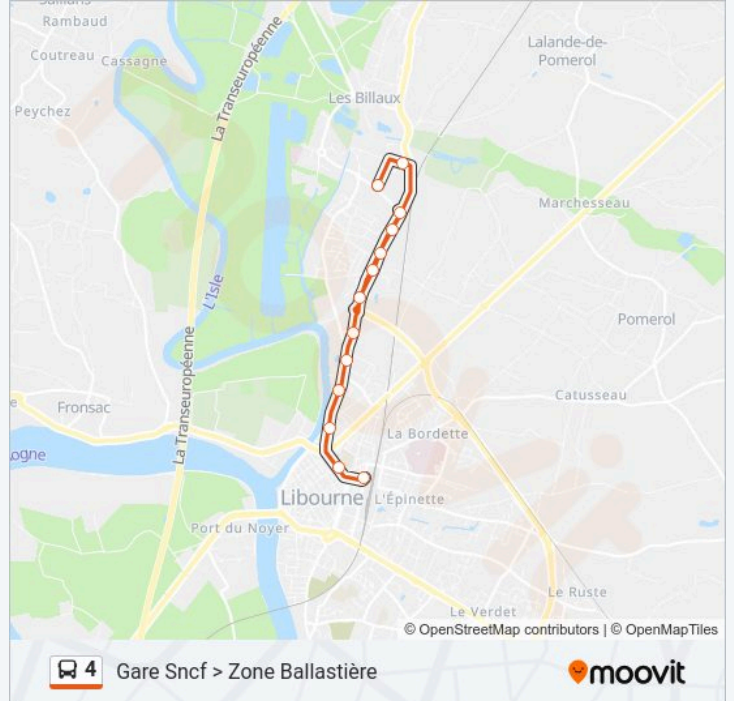 Rambaud
Coutreau
Cassagne
Peychez
La Transeuropéenne
Lalande-de-
Pomerol
Les Billaux
Marchesseau
L'Isle
Pomerol
La Transeuropéenne
Catusseau
Fronsac
La Bordette
ogne
Libourne
L'Épinette
Port du Noyer
Le Ruste
Le Verdet
© OpenStreetMap contributors | © OpenMapTiles
4 Gare Sncf > Zone Ballastière
moovit